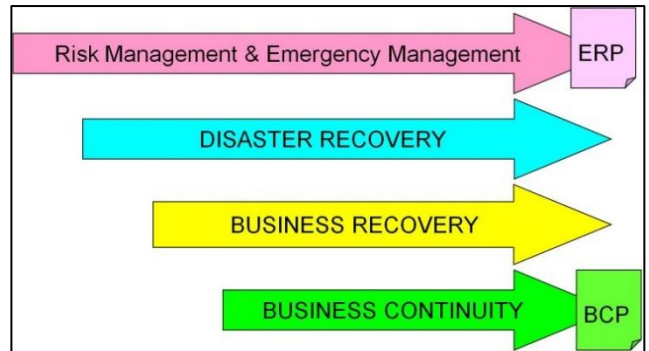 Risk Management & Emergency Management
ERP
DISASTER RECOVERY
BUSINESS RECOVERY
BUSINESS CONTINUITY
BCP